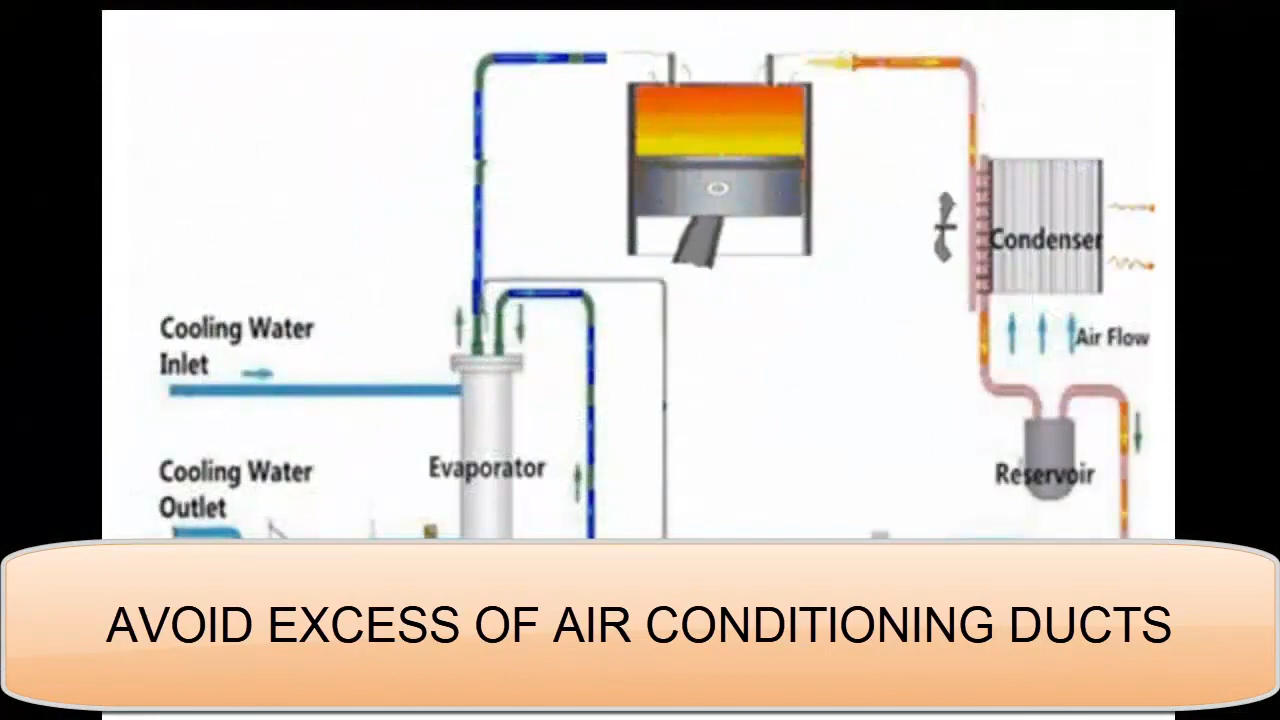 Condenser
Cooling Water
Inlet
Air Flow
Cooling Water
Outlet
Evaporator
Reservoir
AVOID EXCESS OF AIR CONDITIONING DUCTS